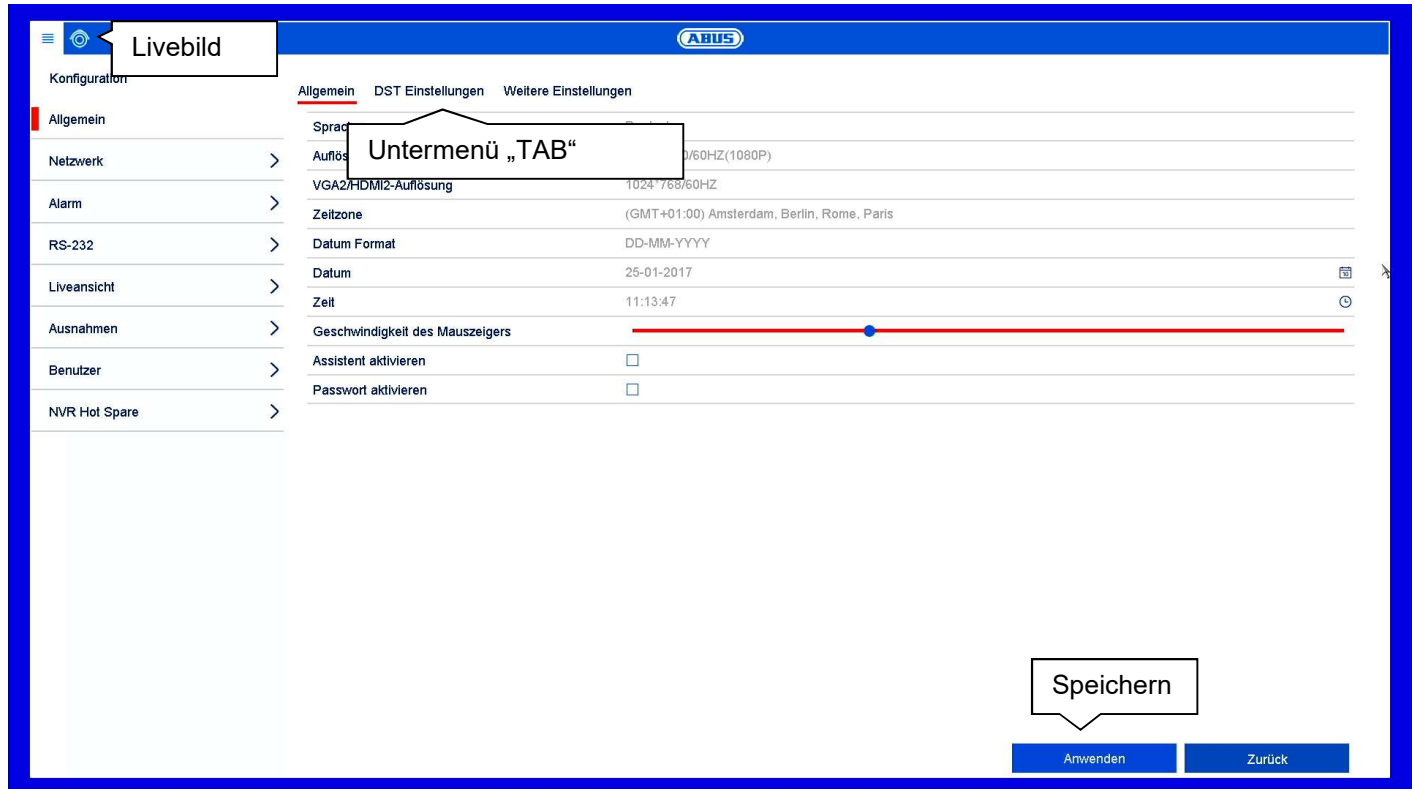 Livebild
ABUS
Konfiguration
Allgemein DST Einstellungen Weitere Einstellungen
Allgemein
Netzwerk
Alarm
RS-232
Liveansicht
Ausnahmen
Benutzer
NVR Hot Spare
Untermenü „TAB“
/60HZ(1080P)
VGA2/HDMI2-Auflösung 1024*768/60HZ
Zeitzone (GMT+01:00) Amsterdam, Berlin, Rome, Paris
Datum Format DD-MM-YYYY
Datum 25-01-2017
Zeit 11:13:47
Geschwindigkeit des Mauszeigers
Assistent aktivieren
Passwort aktivieren
Speichern
Anwenden Zurück